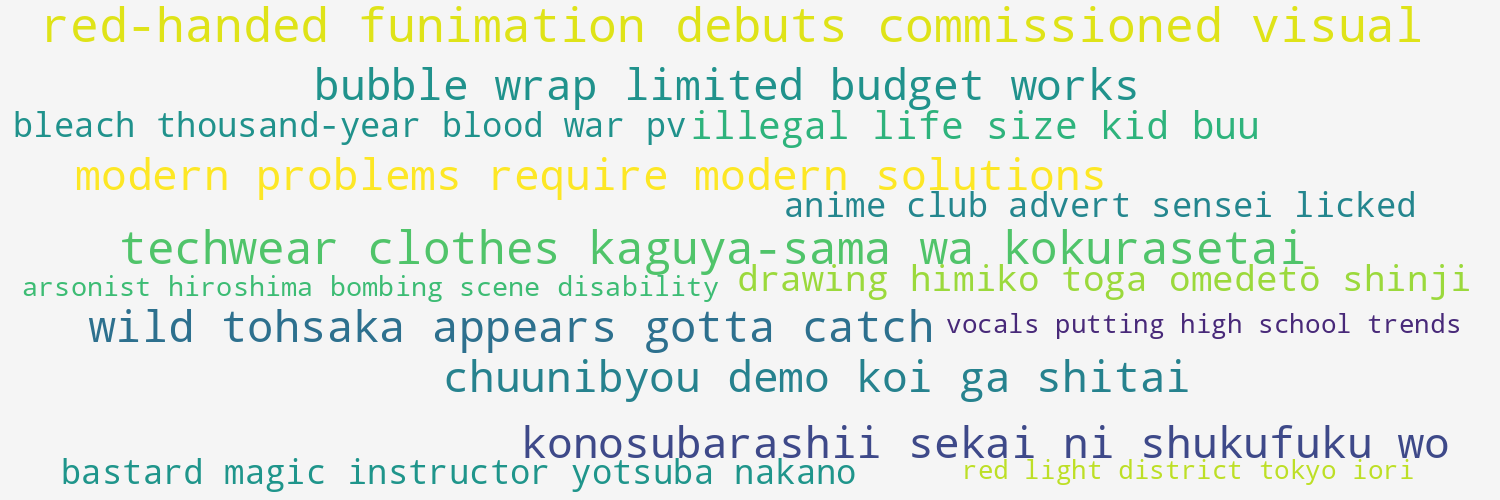 red-handed funimation debuts commissioned visual
bubble wrap limited budget works
bleach thousand-year blood war pv
illegal life size kid buu
modern problems require modern solutions
anime club advert sensei licked
techwear clothes kaguya-sama wa kokurasetai
drawing himiko toga omedetō shinji
arsonist hiroshima bombing scene disability
wild tohsaka appears gotta catch
vocals putting high school trends
chuunibyou demo koi ga shitai
konosubarashii sekai ni shukufuku wo
bastard magic instructor yotsuba nakano
red light district tokyo iori